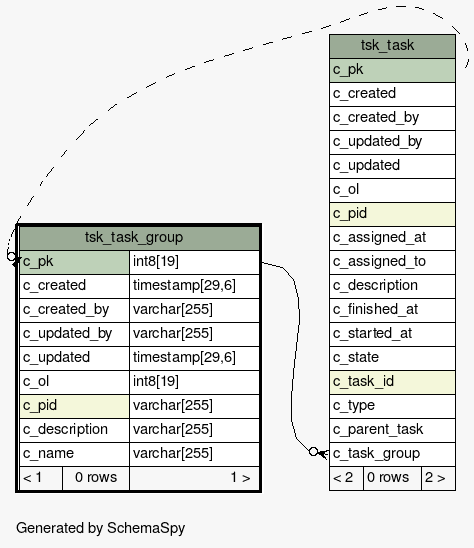 tsk_task
c_pk
c_created
c_created_by
c_updated_by
c_updated
c_ol
c_pid
c_assigned_at
c_assigned_to
c_description
c_finished_at
c_started_at
c_state
c_task_id
c_type
c_parent_task
c_task_group
< 2 0 rows 2 >
tsk_task_group
c_pk int8[19]
c_created timestamp[29,6]
c_created_by varchar[255]
c_updated_by varchar[255]
c_updated timestamp[29,6]
c_ol int8[19]
c_pid varchar[255]
c_description varchar[255]
c_name varchar[255]
< 1 0 rows 1 >
Generated by SchemaSpy